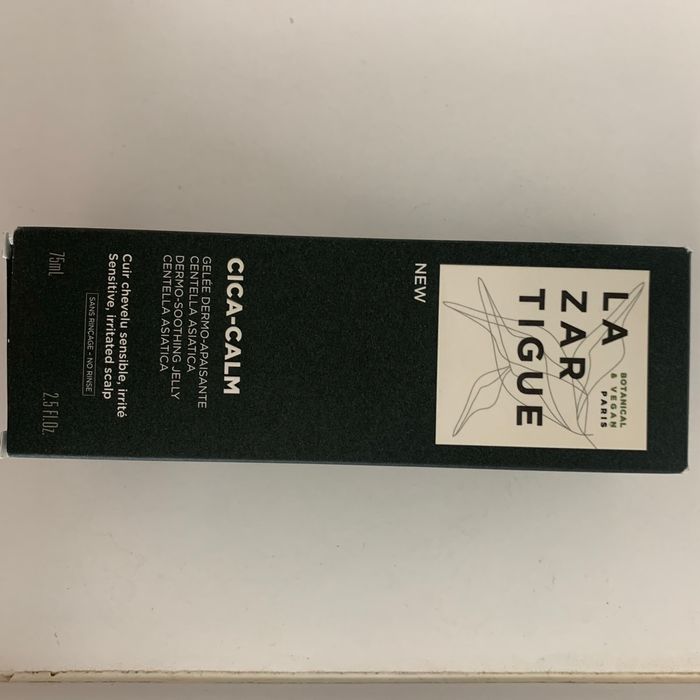 LA
ZAR
TIGUE
BOTANICAL
& VEGAN
PARIS
NEW
CICA-CALM
GELÉE DERMO-APAISANTE
CENTELLA ASIATICA
DERMO-SOOTHING JELLY
CENTELLA ASIATICA
Cuir chevelu sensible, irrité
Sensitive, irritated scalp
SANS RINÇAGE - NO RINSE
75mL 2.5 Fl.Oz.